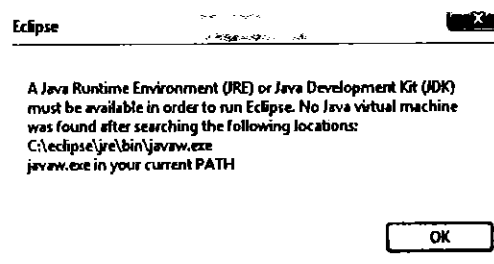 Eclipse
A Java Runtime Environment (JRE) or Java Development Kit (JDK)
must be available in order to run Eclipse. No Java virtual machine
was found after searching the following locations:
C:\eclipse\jre\bin\javaw.exe
javaw.exe in your current PATH
OK